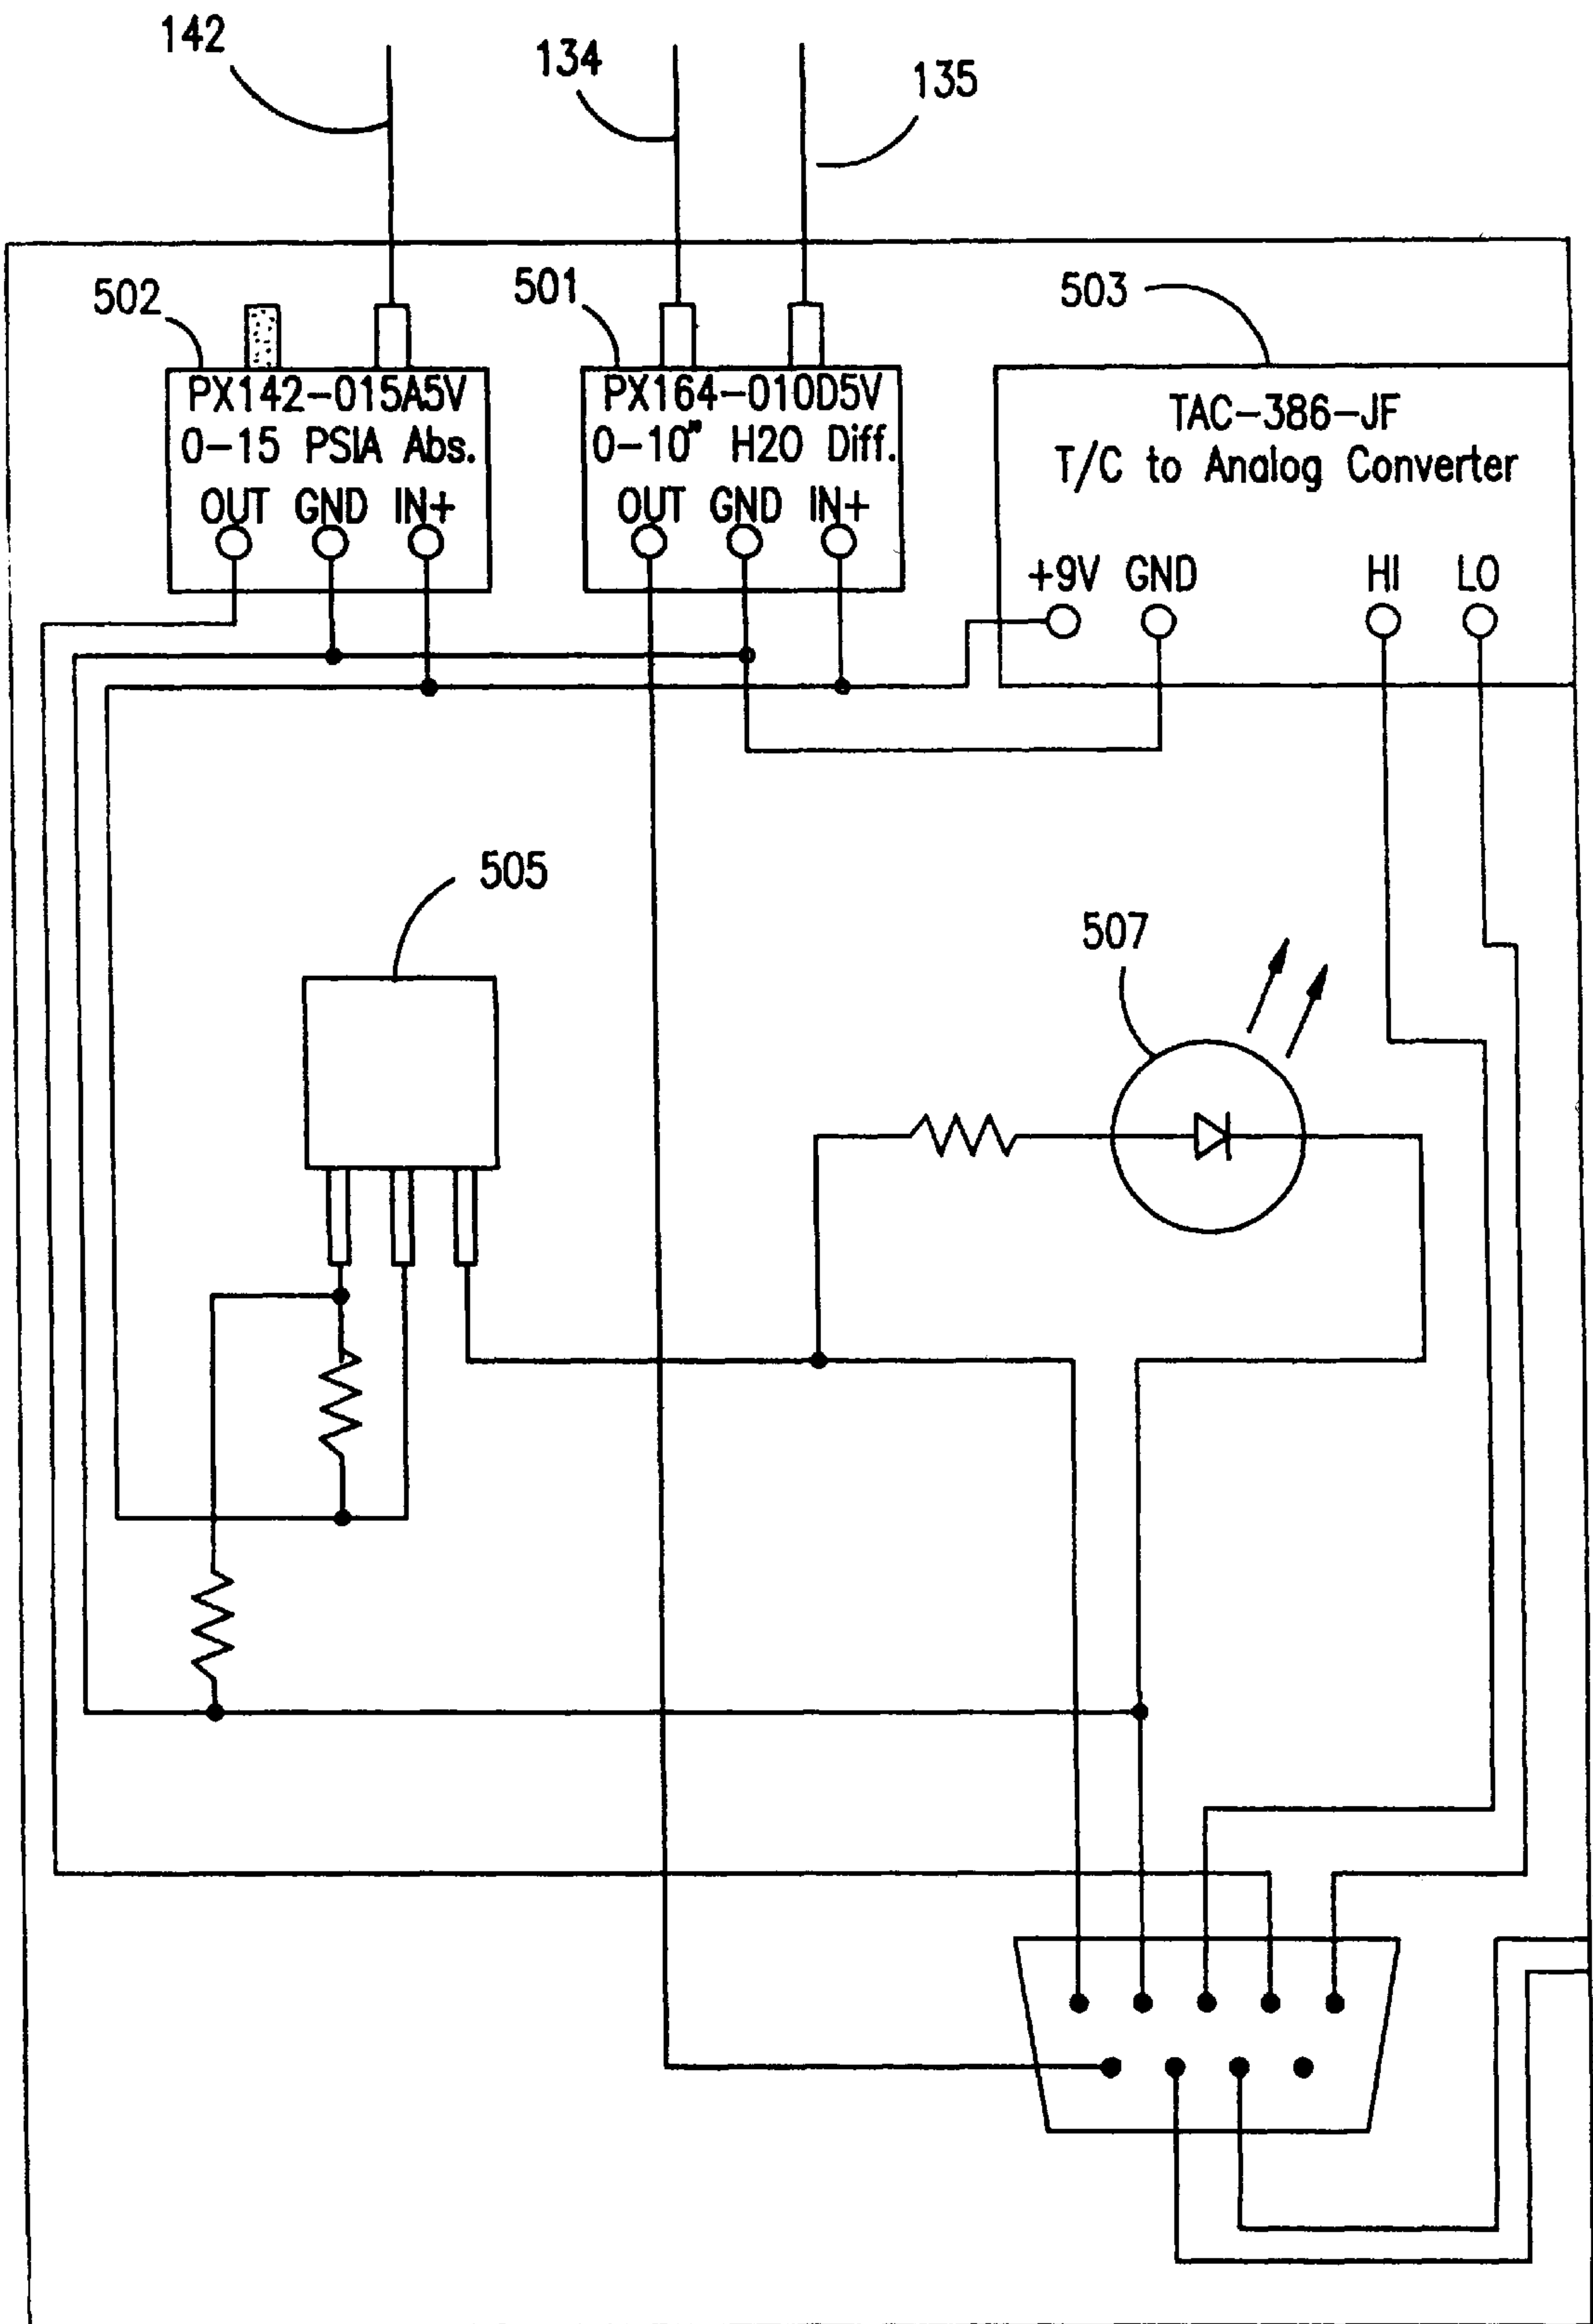 142
134
135
502
501
503
PX142-015A5V
0-15 PSIA Abs.
OUT GND IN+
PX164-010D5V
0-10" H2O Diff.
OUT GND IN+
TAC-386-JF
T/C to Analog Converter
+9V GND HI LO
505
507